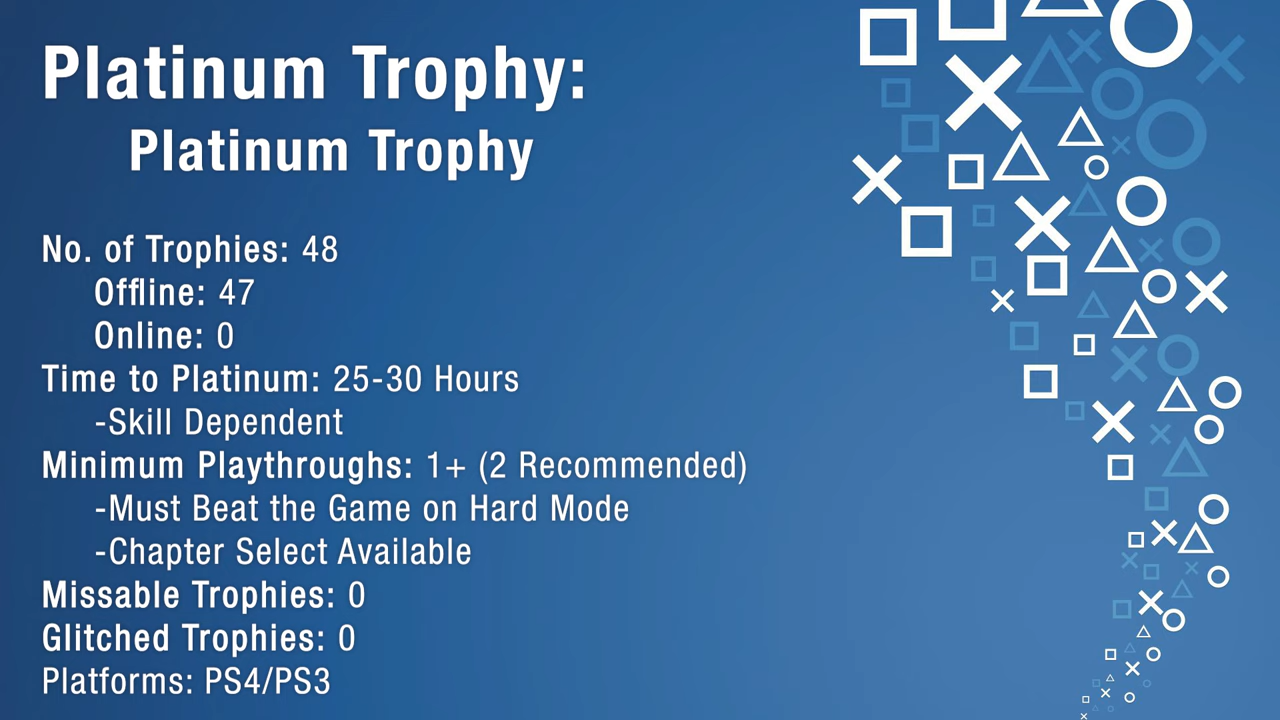 Platinum Trophy:
Platinum Trophy
No. of Trophies: 48
Offline: 47
Online: 0
Time to Platinum: 25-30 Hours
-Skill Dependent
Minimum Playthroughs: 1+ (2 Recommended)
-Must Beat the Game on Hard Mode
-Chapter Select Available
Missable Trophies: 0
Glitched Trophies: 0
Platforms: PS4/PS3